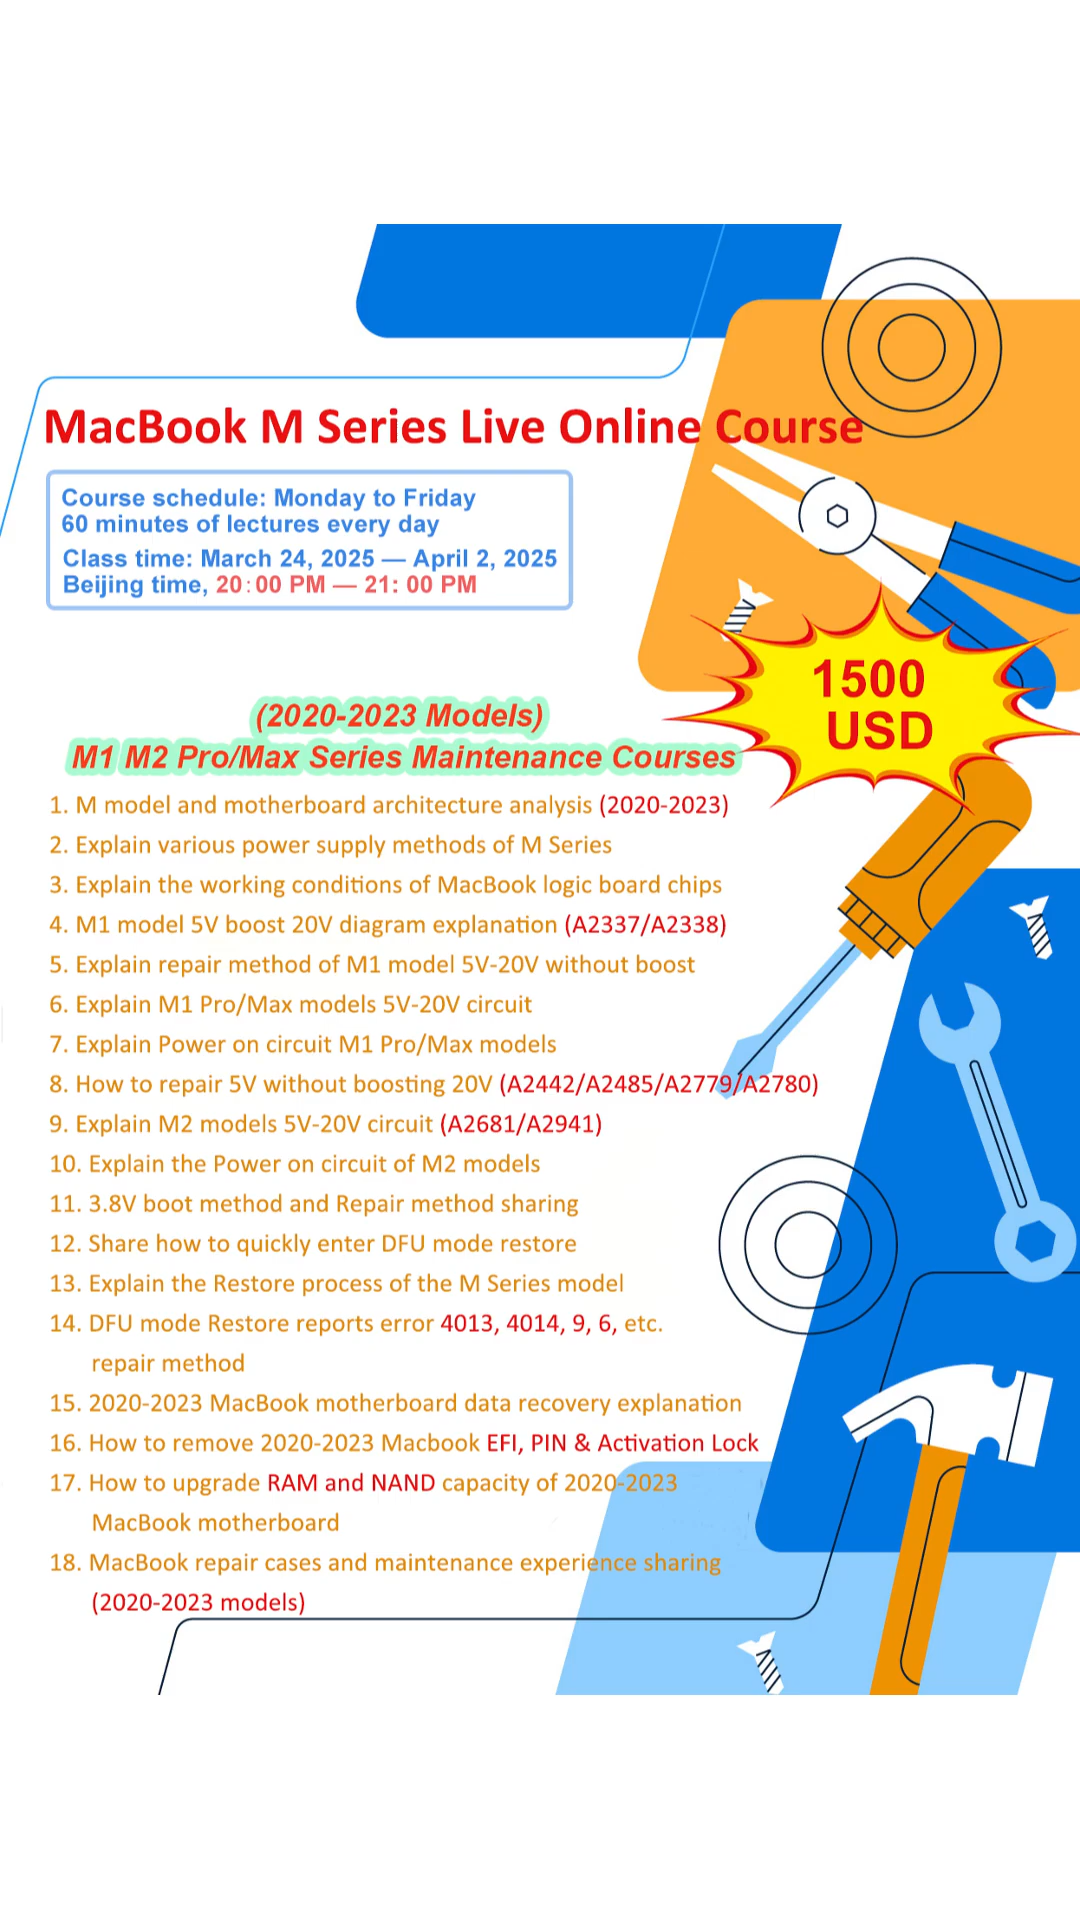 MacBook M Series Live Online Course
Course schedule: Monday to Friday
60 minutes of lectures every day
Class time: March 24, 2025 — April 2, 2025
Beijing time, 20:00 PM — 21: 00 PM
1500
USD
(2020-2023 Models)
M1 M2 Pro/Max Series Maintenance Courses
1. M model and motherboard architecture analysis (2020-2023)
2. Explain various power supply methods of M Series
3. Explain the working conditions of MacBook logic board chips
4. M1 model 5V boost 20V diagram explanation (A2337/A2338)
5. Explain repair method of M1 model 5V-20V without boost
6. Explain M1 Pro/Max models 5V-20V circuit
7. Explain Power on circuit M1 Pro/Max models
8. How to repair 5V without boosting 20V (A2442/A2485/A2779/A2780)
9. Explain M2 models 5V-20V circuit (A2681/A2941)
10. Explain the Power on circuit of M2 models
11. 3.8V boot method and Repair method sharing
12. Share how to quickly enter DFU mode restore
13. Explain the Restore process of the M Series model
14. DFU mode Restore reports error 4013, 4014, 9, 6, etc.
repair method
15. 2020-2023 MacBook motherboard data recovery explanation
16. How to remove 2020-2023 Macbook EFI, PIN & Activation Lock
17. How to upgrade RAM and NAND capacity of 2020-2023
MacBook motherboard
18. MacBook repair cases and maintenance experience sharing
(2020-2023 models)